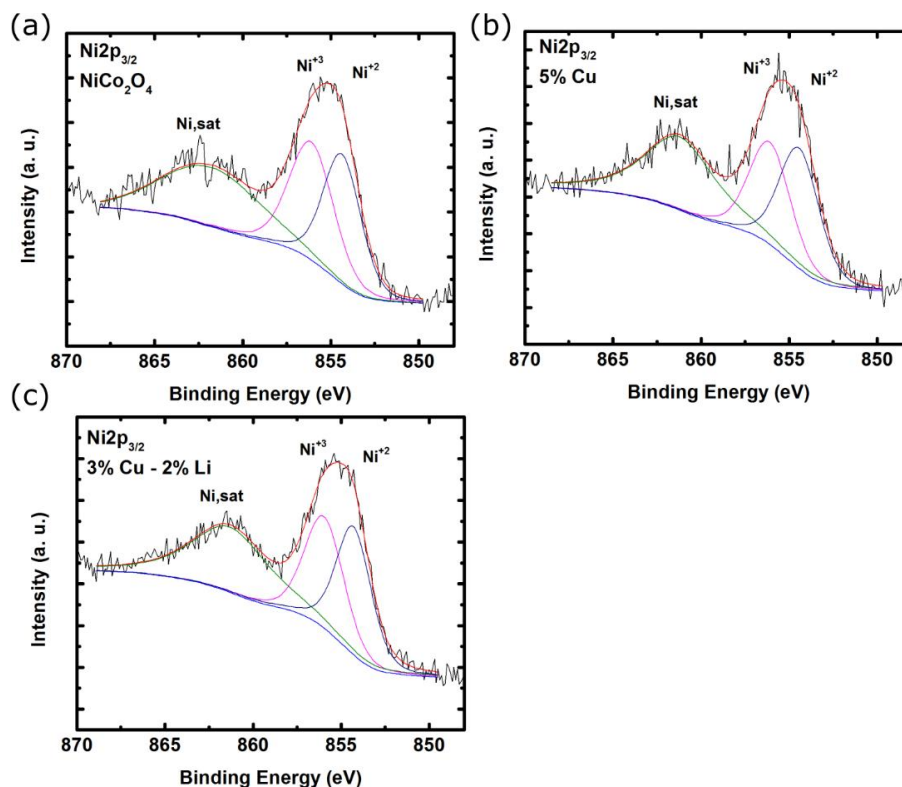 (a)
Ni2p3/2
NiCo2O4
Ni,sat
Ni+3
Ni+2
Intensity (a. u.)
870 865 860 855 850
Binding Energy (eV)
(b)
Ni2p3/2
5% Cu
Ni,sat
Ni+3
Ni+2
Intensity (a. u.)
870 865 860 855 850
Binding Energy (eV)
(c)
Ni2p3/2
3% Cu - 2% Li
Ni,sat
Ni+3
Ni+2
Intensity (a. u.)
870 865 860 855 850
Binding Energy (eV)